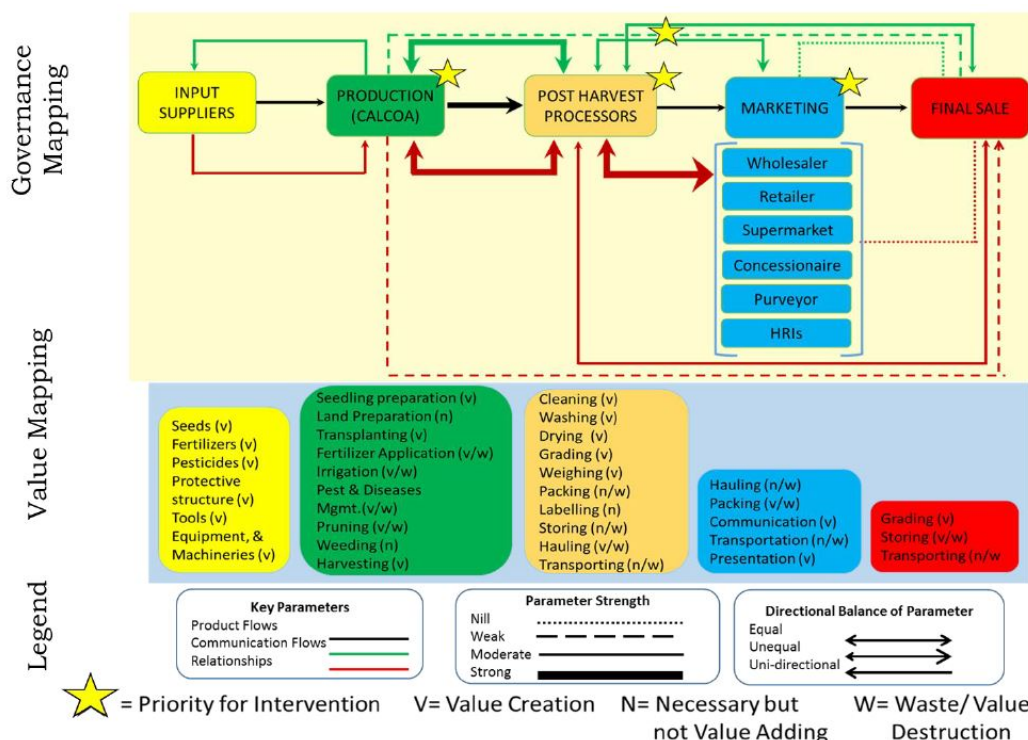 Governance
Mapping
INPUT
SUPPLIERS
PRODUCTION
(CALCOA)
POST HARVEST
PROCESSORS
MARKETING
FINAL SALE
Wholesaler
Retailer
Supermarket
Concessionaire
Purveyor
HRIs
Value Mapping
Seeds (v)
Fertilizers (v)
Pesticides (v)
Protective
structure (v)
Tools (v)
Equipment, &
Machineries (v)
Seedling preparation (v)
Land Preparation (n)
Transplanting (v)
Fertilizer Application (v/w)
Irrigation (v/w)
Pest & Diseases
Mgmt.(v/w)
Pruning (v/w)
Weeding (n)
Harvesting (v)
Cleaning (v)
Washing (v)
Drying (v)
Grading (v)
Weighing (v)
Packing (n/w)
Labelling (n)
Storing (n/w)
Hauling (v/w)
Transporting (n/w)
Hauling (n/w)
Packing (v/w)
Communication (v)
Transportation (n/w)
Presentation (v)
Grading (v)
Storing (v/w)
Transporting (n/w
Legend
Key Parameters
Product Flows
Communication Flows
Relationships
Parameter Strength
Nill
Weak
Moderate
Strong
Directional Balance of Parameter
Equal
Unequal
Uni-directional
= Priority for Intervention
V= Value Creation
N= Necessary but
not Value Adding
W= Waste/ Value
Destruction